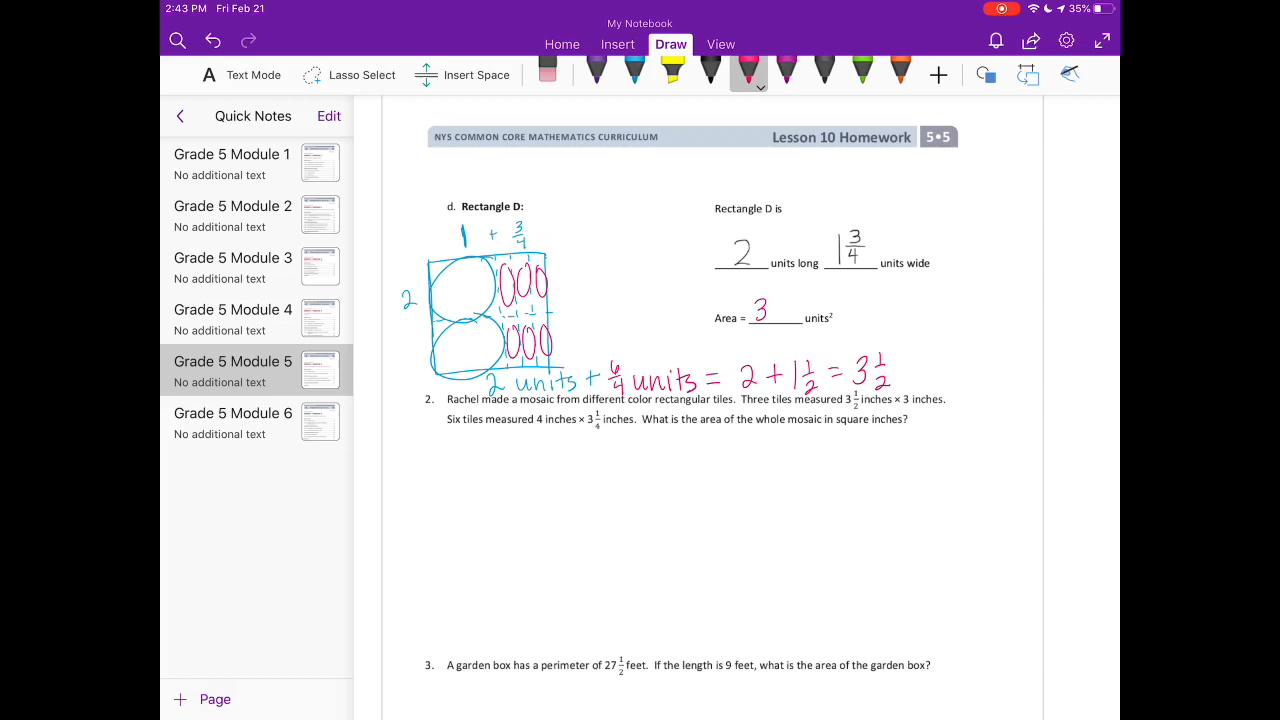 2:43 PM Fri Feb 21
35%
My Notebook
Home Insert Draw View
A Text Mode Lasso Select Insert Space
Quick Notes Edit
Grade 5 Module 1
No additional text
Grade 5 Module 2
No additional text
Grade 5 Module 3
No additional text
Grade 5 Module 4
No additional text
Grade 5 Module 5
No additional text
Grade 5 Module 6
No additional text
+ Page
NYS COMMON CORE MATHEMATICS CURRICULUM Lesson 10 Homework 5•5
d. Rectangle D:
Rectangle D is
1 + 3/4
2
2 units long 1 3/4 units wide
Area = 3 units²
2 units + 6/4 units = 2 + 1 1/2 = 3 1/2
2. Rachel made a mosaic from different color rectangular tiles. Three tiles measured 3 1/2 inches × 3 inches.
Six tiles measured 4 inches × 3 1/4 inches. What is the area of the whole mosaic in square inches?
3. A garden box has a perimeter of 27 1/2 feet. If the length is 9 feet, what is the area of the garden box?